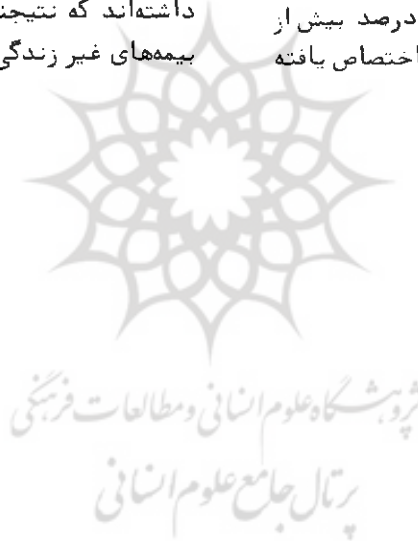 درصد بیش از
اختصاص یافته
داشته‌اند که
بیمه‌های غیر زندگی
پژوهشگاه علوم انسانی و مطالعات فرهنگی
پرتال جامع علوم انسانی